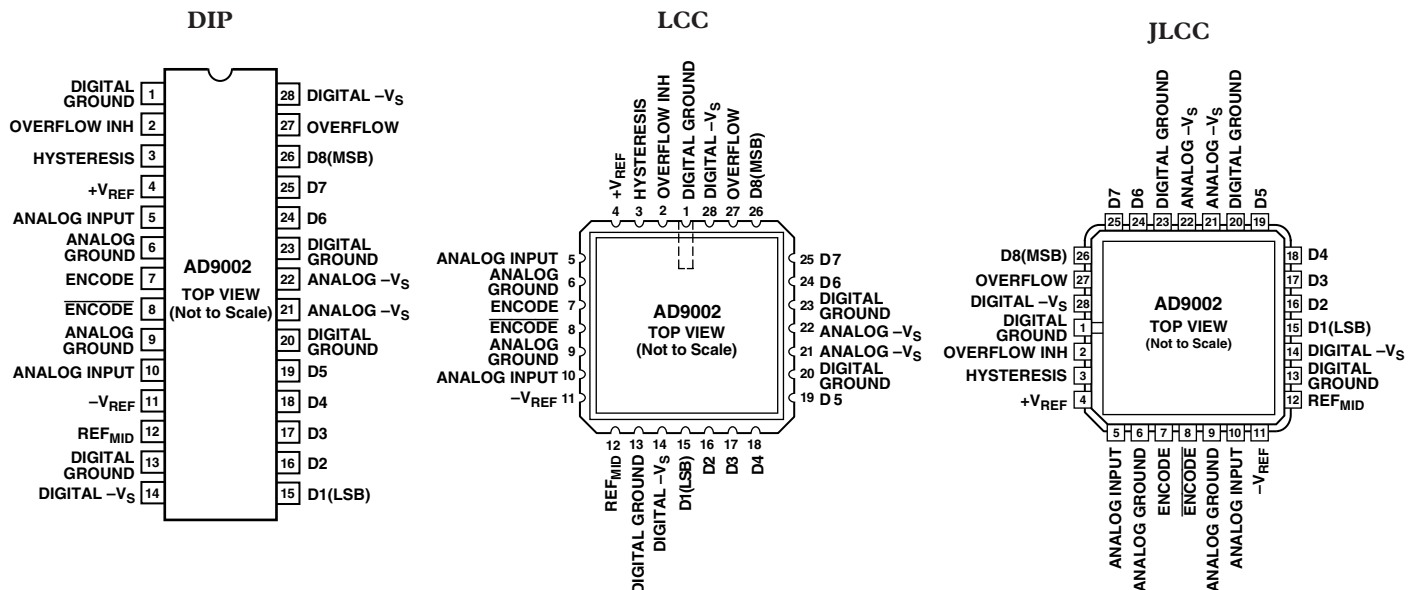 DIP
DIGITAL
GROUND
1
OVERFLOW INH 2
HYSTERESIS 3
+VREF 4
ANALOG INPUT 5
ANALOG
GROUND
6
ENCODE 7
ENCODE 8
ANALOG
GROUND
9
ANALOG INPUT 10
–VREF 11
REFMID 12
DIGITAL
GROUND
13
DIGITAL –VS 14
AD9002
TOP VIEW
(Not to Scale)
28 DIGITAL –VS
27 OVERFLOW
26 D8(MSB)
25 D7
24 D6
23 DIGITAL
GROUND
22 ANALOG –VS
21 ANALOG –VS
20 DIGITAL
GROUND
19 D5
18 D4
17 D3
16 D2
15 D1(LSB)
LCC
+VREF
HYSTERESIS
OVERFLOW INH
DIGITAL GROUND
DIGITAL –VS
OVERFLOW
D8(MSB)
4 3 2 1 28 27 26
ANALOG INPUT 5
ANALOG
GROUND
6
ENCODE 7
ENCODE 8
ANALOG
GROUND
9
ANALOG INPUT 10
–VREF 11
AD9002
TOP VIEW
(Not to Scale)
25 D7
24 D6
23 DIGITAL
GROUND
22 ANALOG –VS
21 ANALOG –VS
20 DIGITAL
GROUND
19 D5
12 13 14 15 16 17 18
REFMID
DIGITAL GROUND
DIGITAL –VS
D1(LSB)
D2
D3
D4
JLCC
D7
D6
DIGITAL GROUND
ANALOG –VS
ANALOG –VS
DIGITAL GROUND
D5
25 24 23 22 21 20 19
D8(MSB) 26
OVERFLOW 27
DIGITAL –VS 28
DIGITAL
GROUND
1
OVERFLOW INH 2
HYSTERESIS 3
+VREF 4
AD9002
TOP VIEW
(Not to Scale)
18 D4
17 D3
16 D2
15 D1(LSB)
14 DIGITAL –VS
13 DIGITAL
GROUND
12 REFMID
5 6 7 8 9 10 11
ANALOG INPUT
ANALOG GROUND
ENCODE
ENCODE
ANALOG GROUND
ANALOG INPUT
–VREF